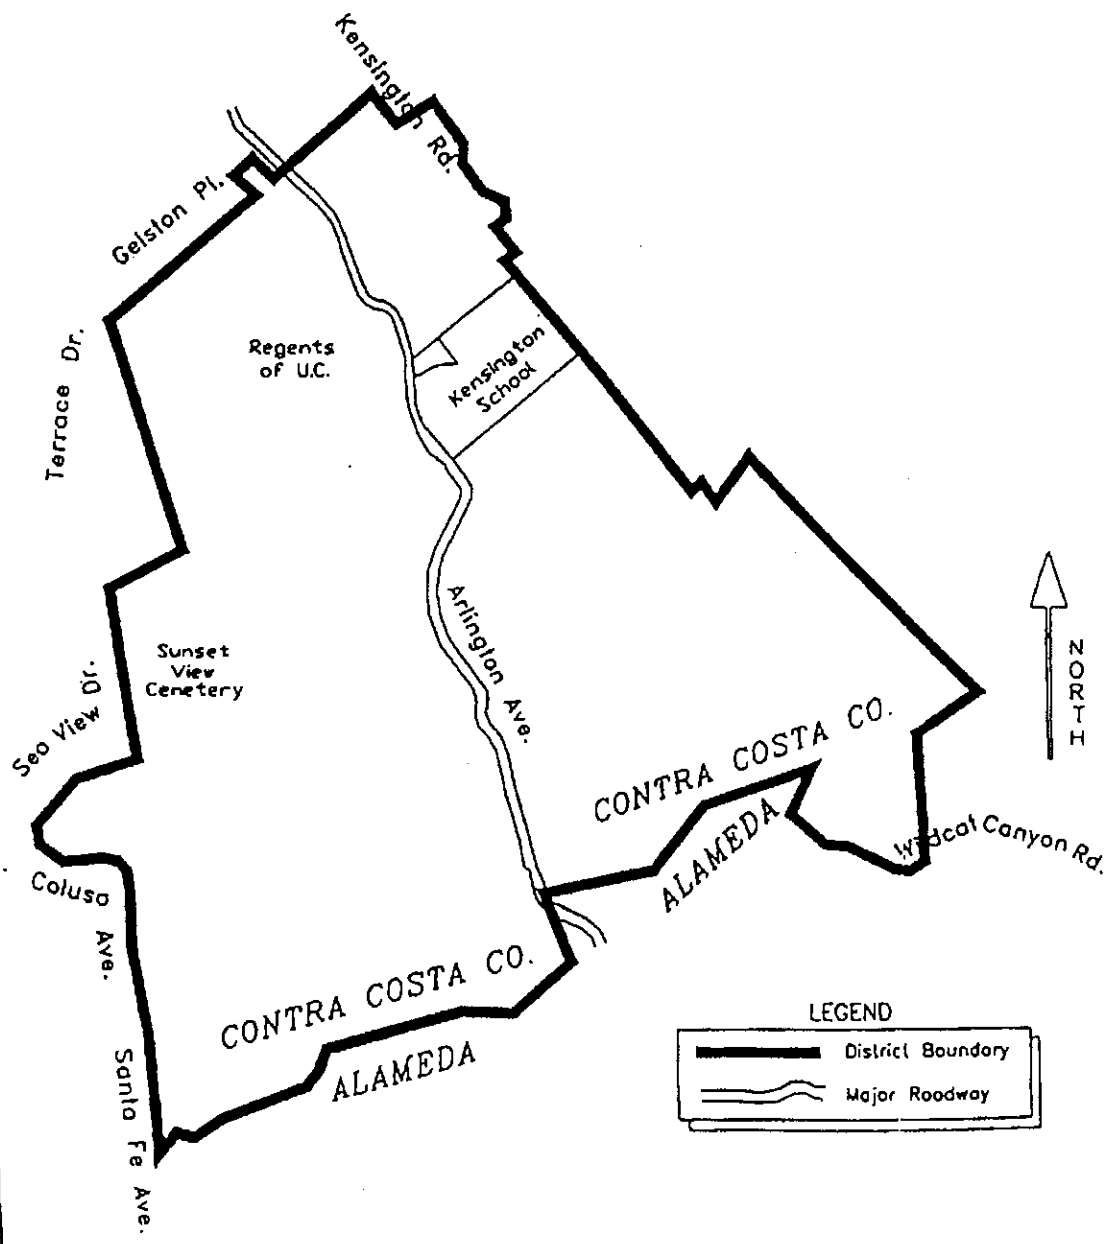 Kensington Rd.
Gelston Pl.
Terrace Dr.
Regents
of U.C.
Kensington
School
Arlington Ave.
Sunset
View
Cenetery
Sea View Dr.
Colusa Ave.
CONTRA COSTA CO.
ALAMEDA
Wildcat Canyon Rd.
NORTH
CONTRA COSTA CO.
ALAMEDA
Santa Fe Ave.
LEGEND
District Boundary
Major Roodway